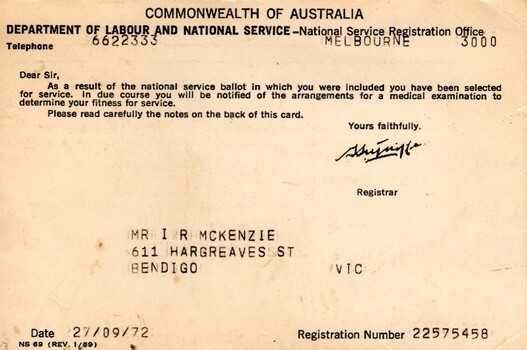 COMMONWEALTH OF AUSTRALIA
DEPARTMENT OF LABOUR AND NATIONAL SERVICE—National Service Registration Office
Telephone 6622333 MELBOURNE 3000
Dear Sir,
As a result of the national service ballot in which you were included you have been selected
for service. In due course you will be notified of the arrangements for a medical examination to
determine your fitness for service.
Please read carefully the notes on the back of this card.
Yours faithfully.
Registrar
MR I R MCKENZIE
611 HARGREAVES ST
BENDIGO VIC
Date 27/09/72 Registration Number 22575458
NS 69 (REV. 1/69)